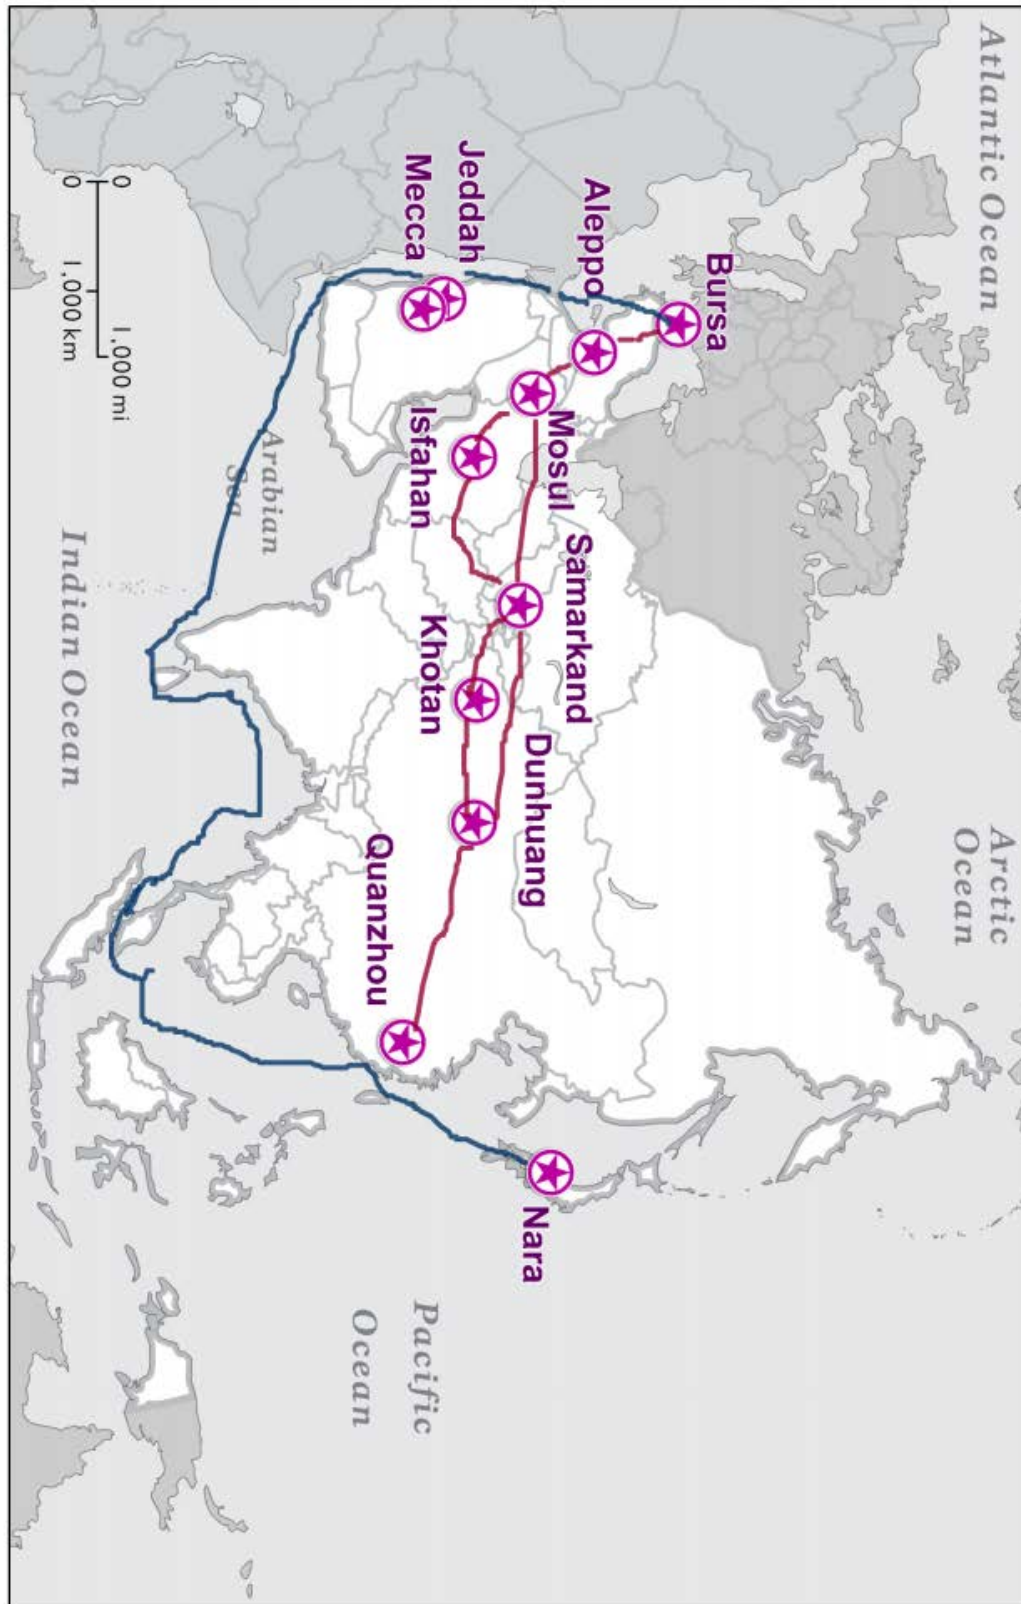 Atlantic Ocean
Arctic
Ocean
Bursa
Aleppo
Mosul
Samarkand
Dunhuang
Nara
Jeddah
Mecca
Isfahan
Khotan
Quanzhou
Arabian
Sea
Indian Ocean
Pacific
Ocean
0 1,000 mi
0 1,000 km